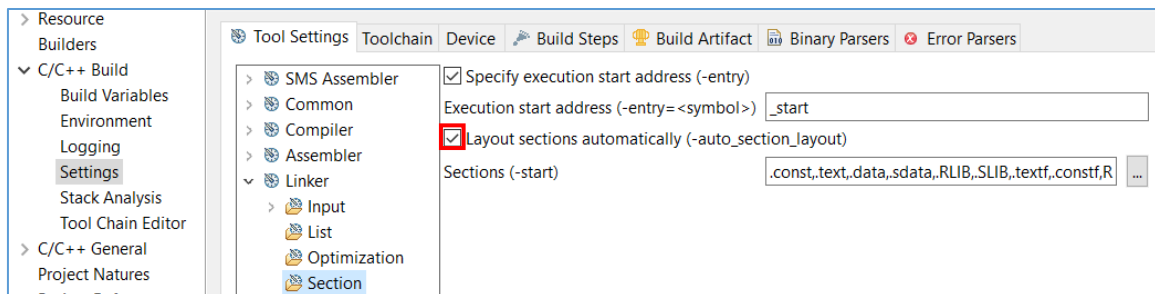 Resource
Builders
C/C++ Build
Build Variables
Environment
Logging
Settings
Stack Analysis
Tool Chain Editor
C/C++ General
Project Natures
Tool Settings Toolchain Device Build Steps Build Artifact Binary Parsers Error Parsers
SMS Assembler
Common
Compiler
Assembler
Linker
Input
List
Optimization
Section
Specify execution start address (-entry)
Execution start address (-entry=<symbol>) _start
Layout sections automatically (-auto_section_layout)
Sections (-start) .const,.text,.data,.sdata,.RLIB,.SLIB,.textf,.constf,R ...